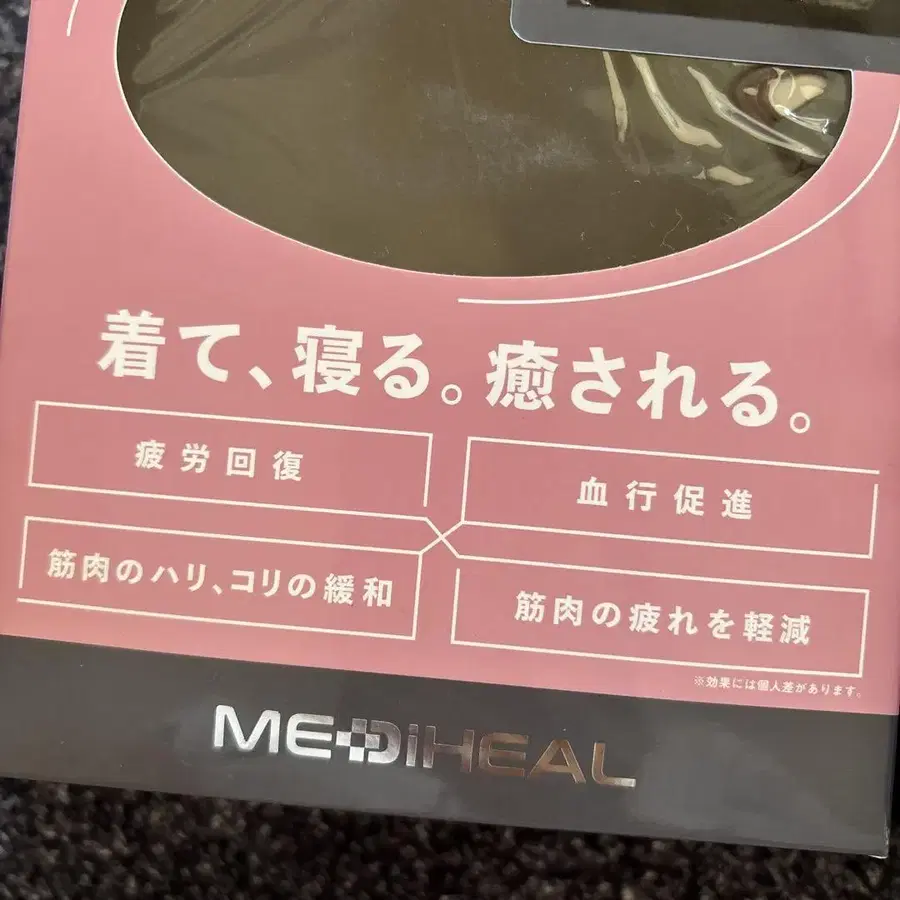 着て、寝る。癒される。
疲労回復
血行促進
筋肉のハリ、コリの緩和
筋肉の疲れを軽減
※効果には個人差があります。
MEDiHEAL